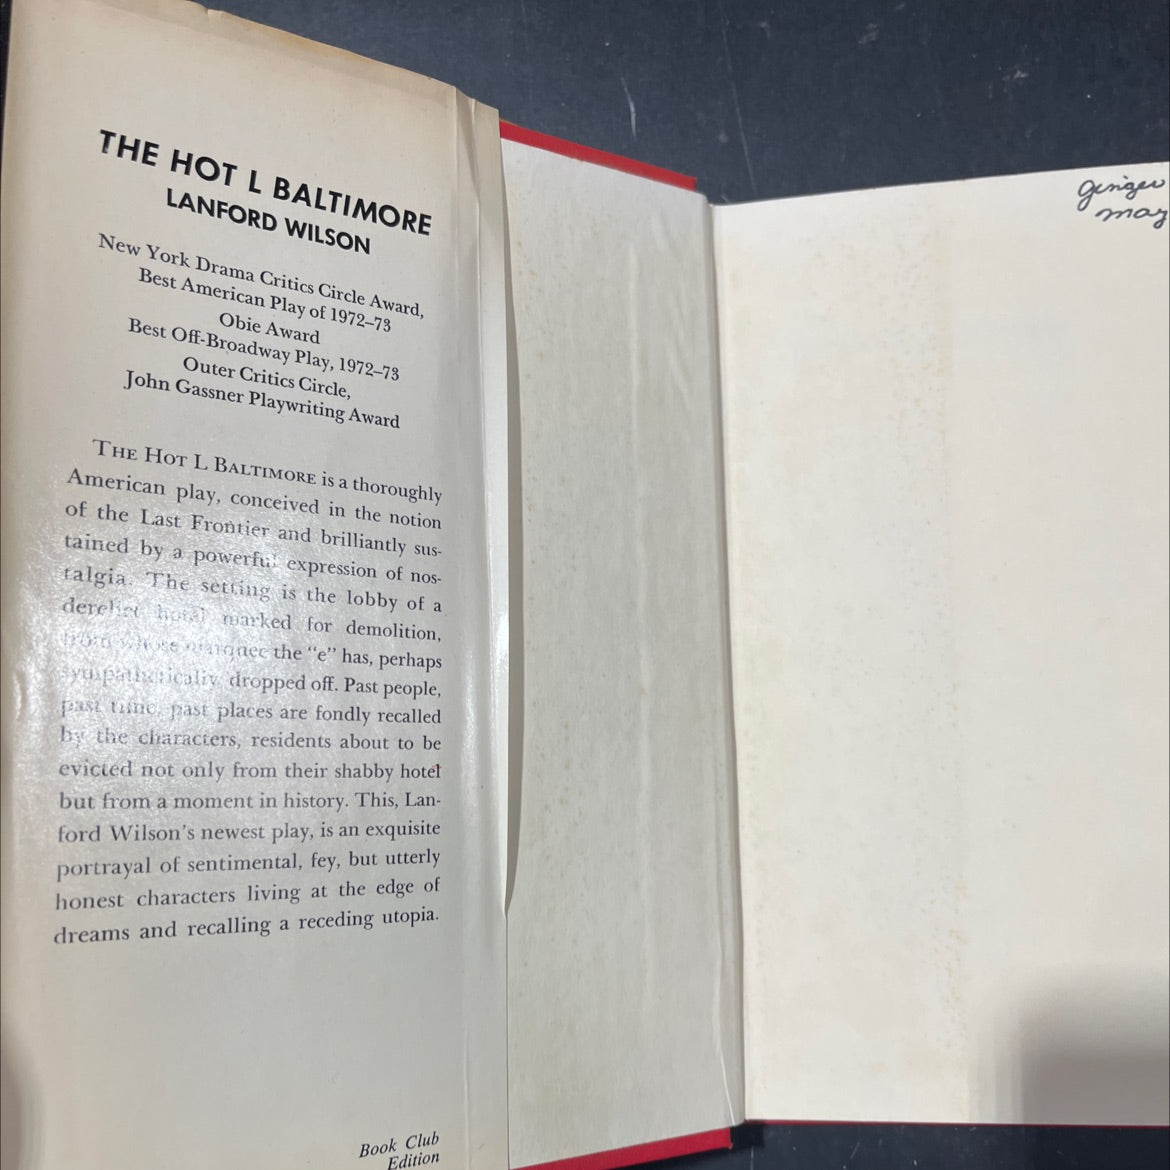 THE HOT L BALTIMORE
LANFORD WILSON
New York Drama Critics Circle Award,
Best American Play of 1972–73
Obie Award
Best Off-Broadway Play, 1972–73
Outer Critics Circle,
John Gassner Playwriting Award
THE HOT L BALTIMORE is a thoroughly
American play, conceived in the notion
of the Last Frontier and brilliantly sus-
tained by a powerful expression of nos-
talgia. The setting is the lobby of a
derelict hotel marked for demolition,
from whose marquee the "e" has, perhaps
sympathetically, dropped off. Past people,
past time, past places are fondly recalled
by the characters, residents about to be
evicted not only from their shabby hotel
but from a moment in history. This, Lan-
ford Wilson's newest play, is an exquisite
portrayal of sentimental, fey, but utterly
honest characters living at the edge of
dreams and recalling a receding utopia.
Book Club
Edition
ginger
may